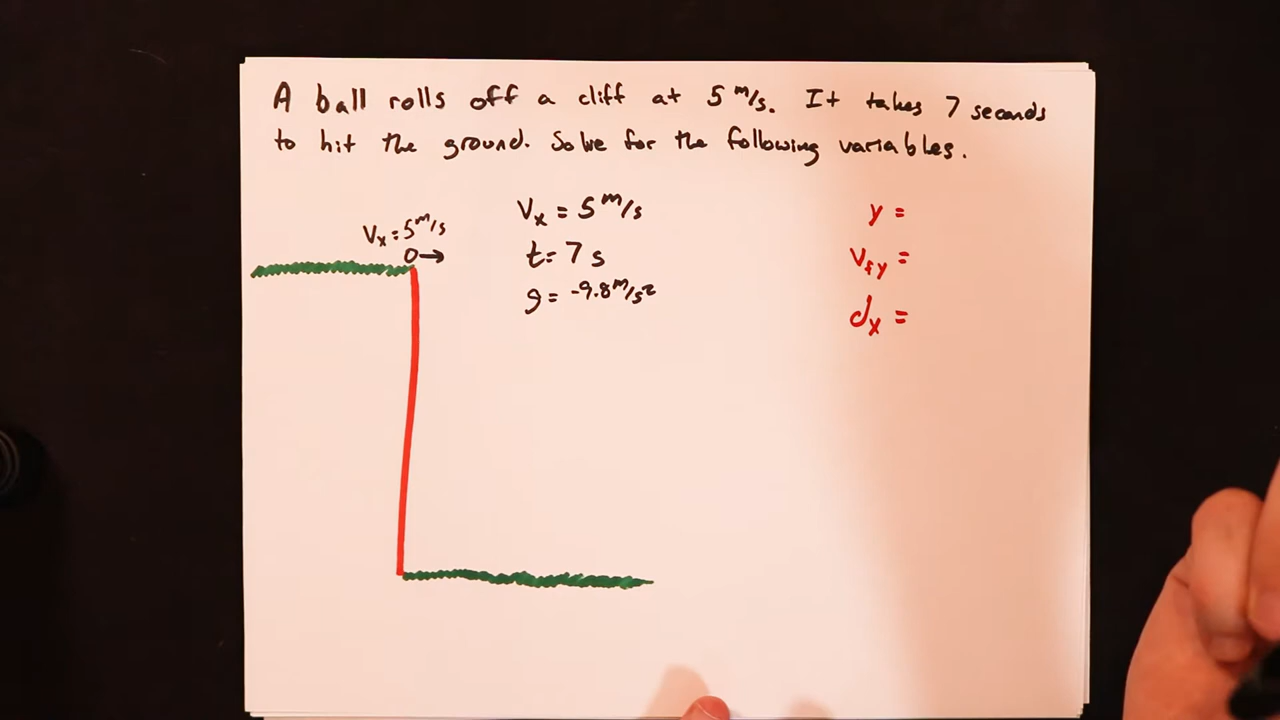 A ball rolls off a cliff at 5 m/s. It takes 7 seconds
to hit the ground. Solve for the following variables.
Vx = 5 m/s
Vx = 5 m/s
t = 7 s
g = -9.8 m/s²
y =
Vfy =
dx =